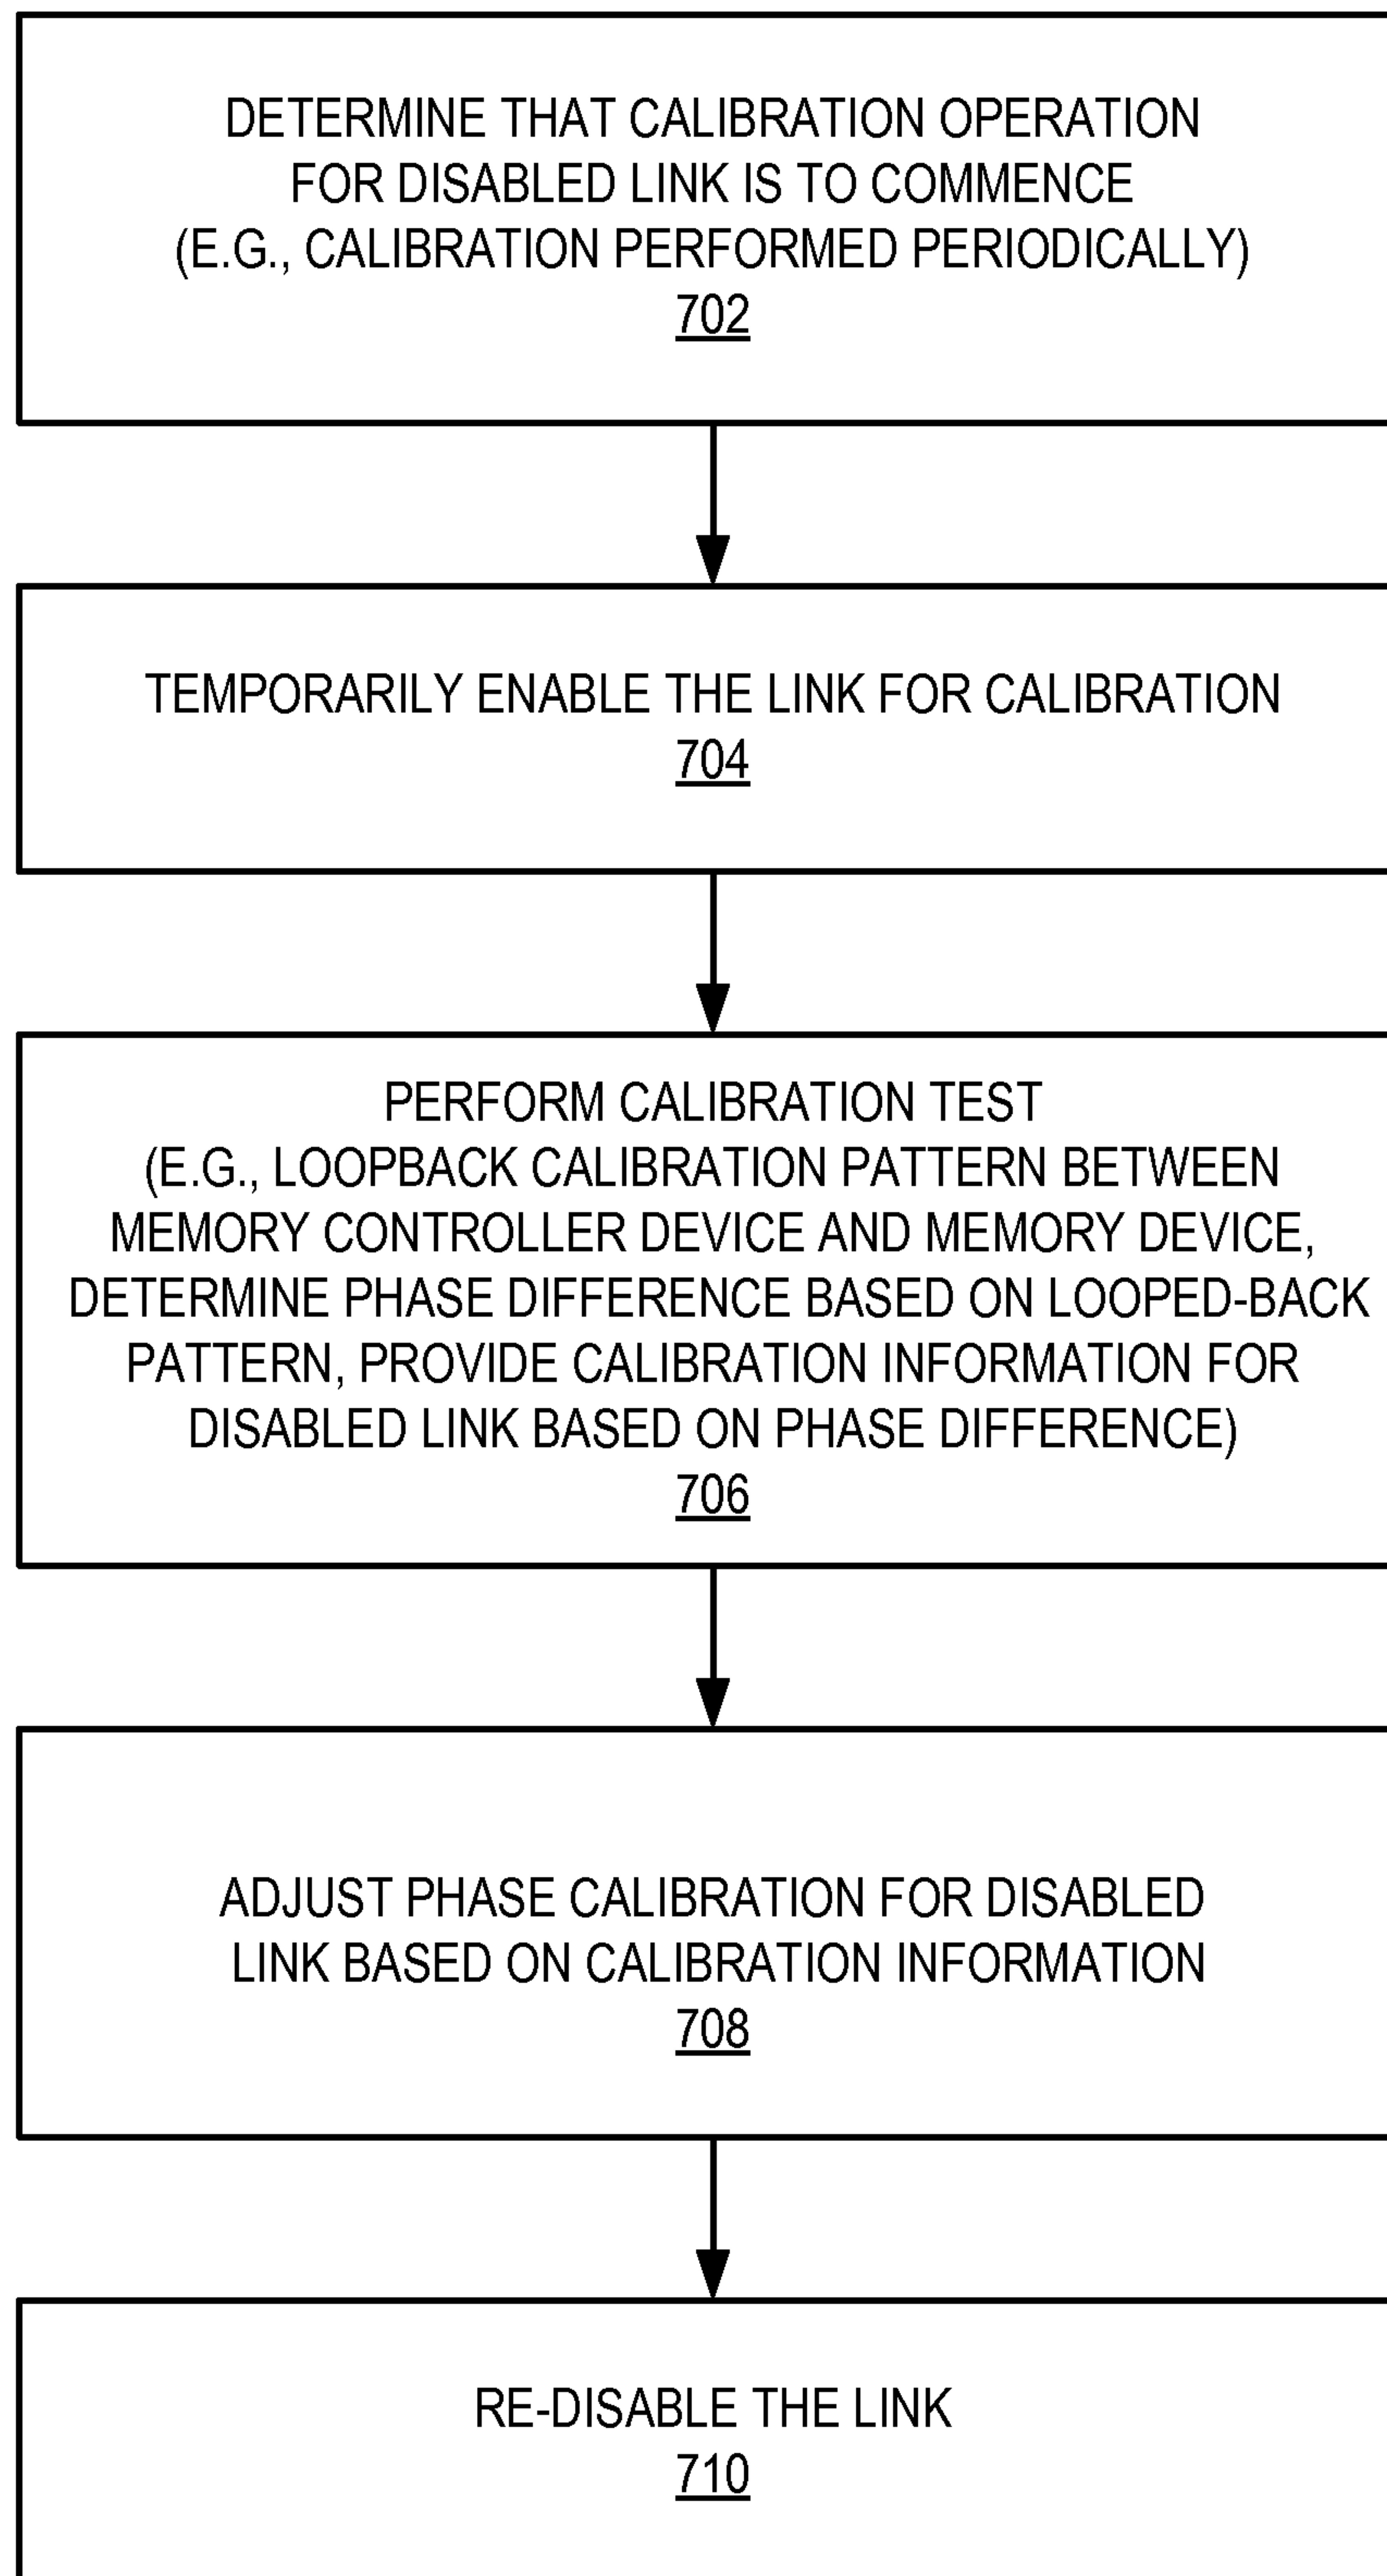 DETERMINE THAT CALIBRATION OPERATION
FOR DISABLED LINK IS TO COMMENCE
(E.G., CALIBRATION PERFORMED PERIODICALLY)
702
TEMPORARILY ENABLE THE LINK FOR CALIBRATION
704
PERFORM CALIBRATION TEST
(E.G., LOOPBACK CALIBRATION PATTERN BETWEEN
MEMORY CONTROLLER DEVICE AND MEMORY DEVICE,
DETERMINE PHASE DIFFERENCE BASED ON LOOPED-BACK
PATTERN, PROVIDE CALIBRATION INFORMATION FOR
DISABLED LINK BASED ON PHASE DIFFERENCE)
706
ADJUST PHASE CALIBRATION FOR DISABLED
LINK BASED ON CALIBRATION INFORMATION
708
RE-DISABLE THE LINK
710